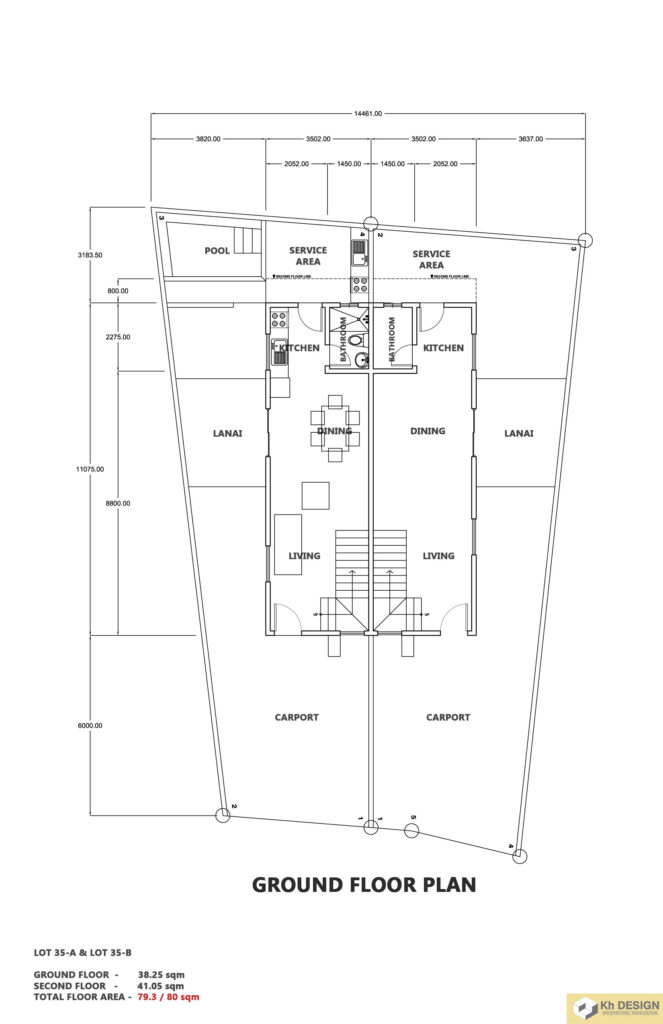 14461.00
3820.00
3502.00
3502.00
3637.00
2052.00
1450.00
1450.00
2052.00
3
4
2
3
3183.50
POOL
SERVICE
AREA
SERVICE
AREA
SECOND FLOOR LINE
SECOND FLOOR LINE
800.00
2275.00
KITCHEN
BATHROOM
BATHROOM
KITCHEN
LANAI
DINING
DINING
LANAI
11075.00
8800.00
LIVING
LIVING
UP
UP
6000.00
CARPORT
CARPORT
2
1
1
5
4
GROUND FLOOR PLAN
LOT 35-A & LOT 35-B
GROUND FLOOR - 38.25 sqm
SECOND FLOOR - 41.05 sqm
TOTAL FLOOR AREA - 79.3 / 80 sqm
Kh DESIGN